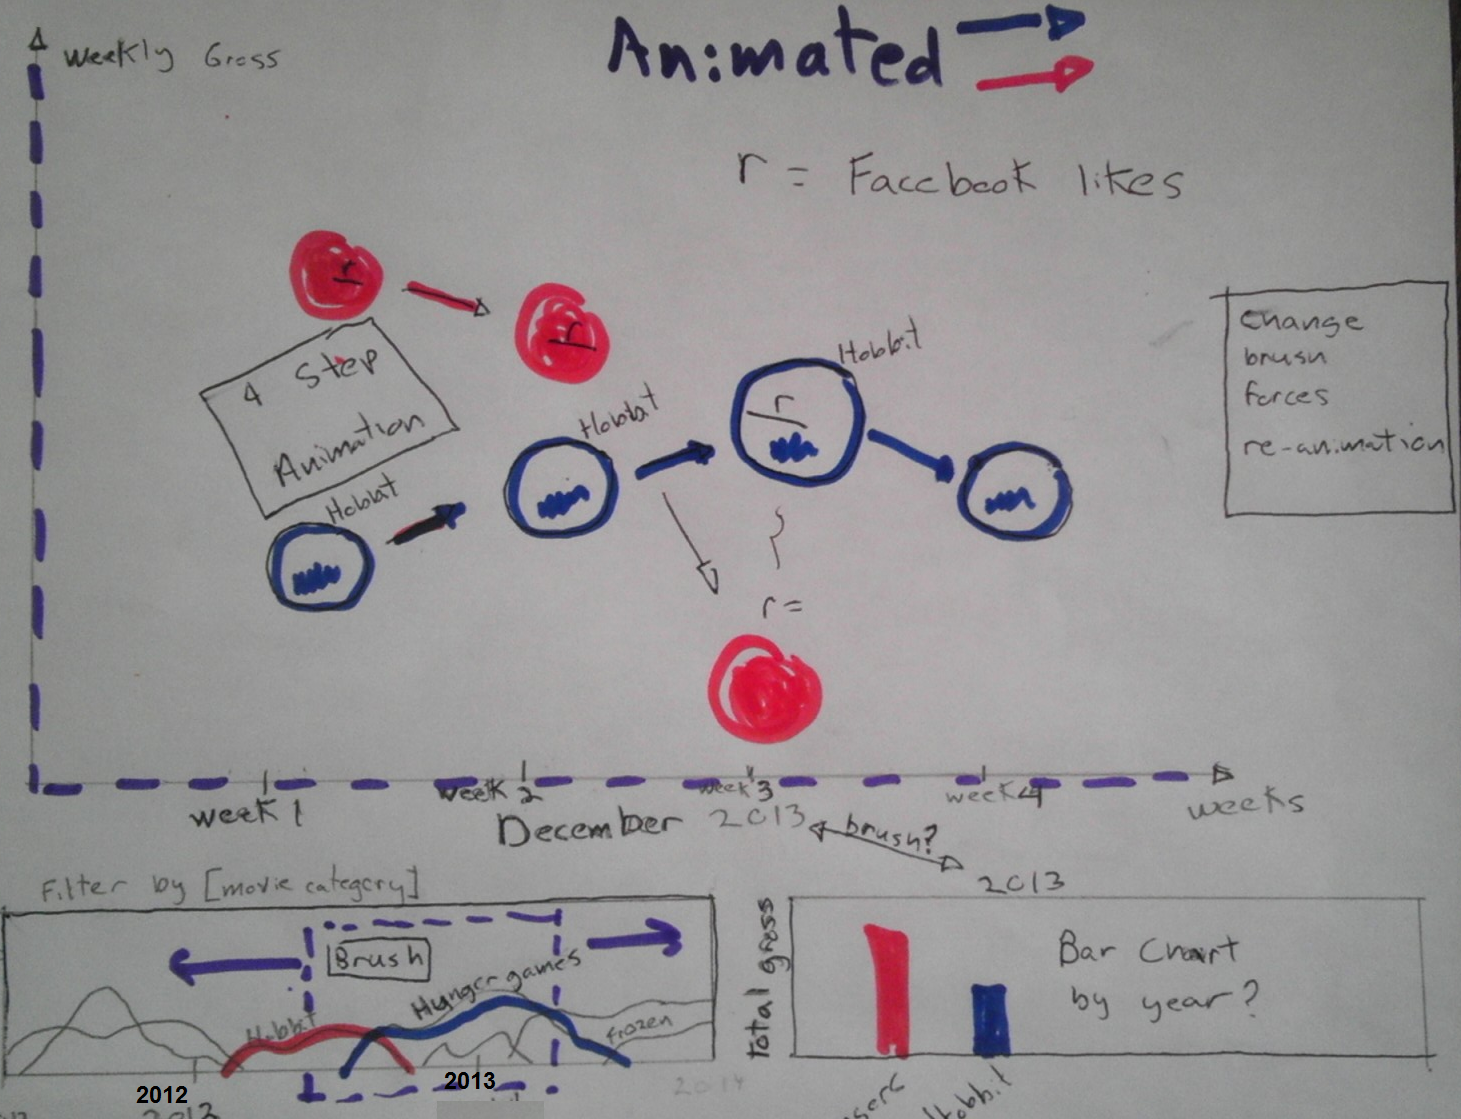 Weekly Gross
Animated
r = Facebook likes
r
r
4 Step
Animation
Hobbit
Hobbit
Hobbit
r
r =
change
brush
forces
re-animation
week 1
week 2
week 3
week 4
weeks
December 2013
brush?
2013
Filter by [movie category]
Brush
Hobbit
Hunger games
frozen
2012
2013
2014
2012
total gross
Bar Chart
by year?
Hobbit